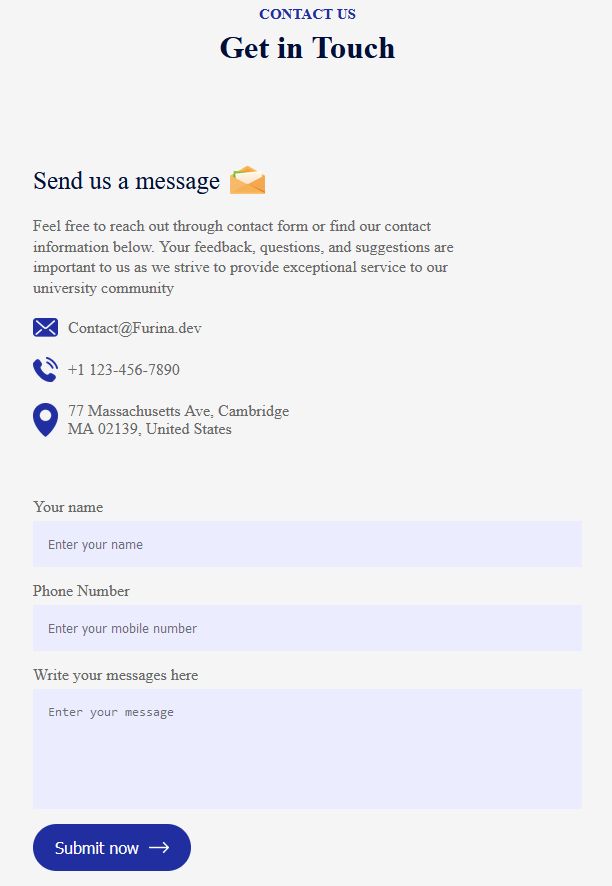 CONTACT US
Get in Touch
Send us a message
Feel free to reach out through contact form or find our contact
information below. Your feedback, questions, and suggestions are
important to us as we strive to provide exceptional service to our
university community
Contact@Furina.dev
+1 123-456-7890
77 Massachusetts Ave, Cambridge
MA 02139, United States
Your name
Enter your name
Phone Number
Enter your mobile number
Write your messages here
Enter your message
Submit now